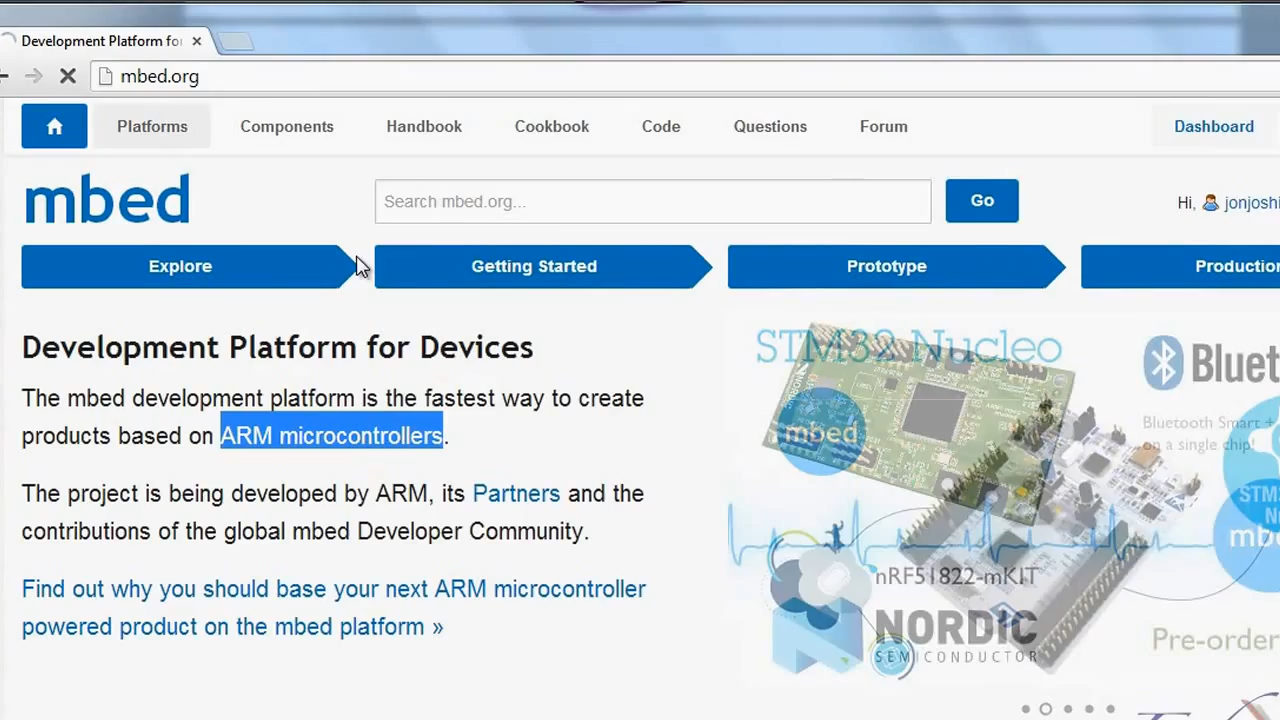 Development Platform for
mbed.org
Platforms Components Handbook Cookbook Code Questions Forum Dashboard
mbed Search mbed.org... Go Hi, jonjoshi
Explore Getting Started Prototype Production
Development Platform for Devices
The mbed development platform is the fastest way to create
products based on ARM microcontrollers.
The project is being developed by ARM, its Partners and the
contributions of the global mbed Developer Community.
Find out why you should base your next ARM microcontroller
powered product on the mbed platform »
STM32 Nucleo
mbed
Bluet
Bluetooth Smart +
on a single chip!
STM3
N
mb
nRF51822-mKIT
NORDIC
SEMICONDUCTOR
Pre-order